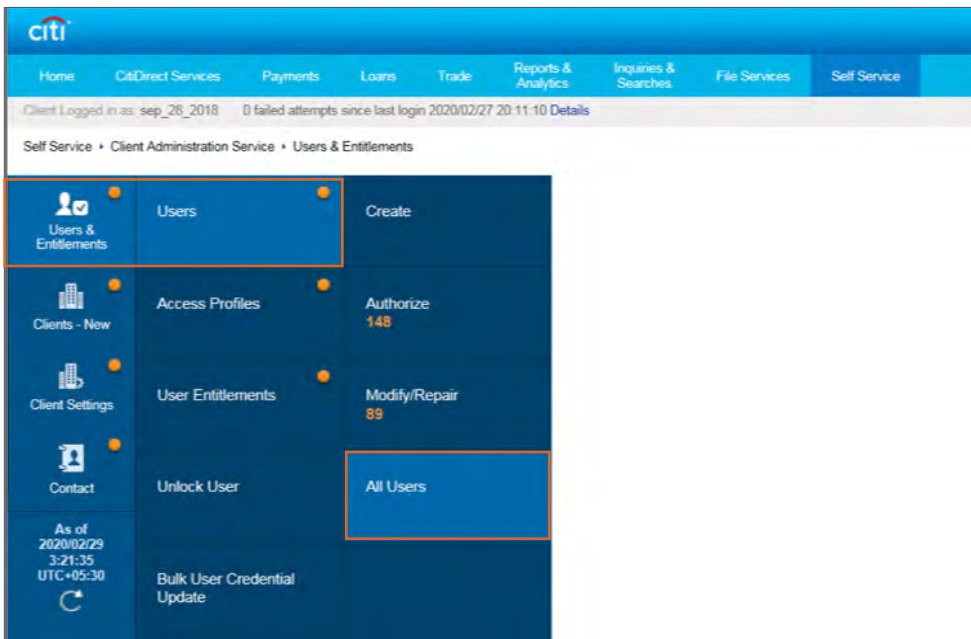 citi
Home CitiDirect Services Payments Loans Trade Reports & Analytics Inquiries & Searches File Services Self Service
Client Logged in as: sep_28_2018 0 failed attempts since last login 2020/02/27 20:11:10 Details
Self Service Client Administration Service Users & Entitlements
Users &
Entitlements
Users
Create
Clients - New
Access Profiles
Authorize
148
Client Settings
User Entitlements
Modify/Repair
89
Contact
Unlock User
All Users
As of
2020/02/29
3:21:35
UTC+05:30
Bulk User Credential
Update